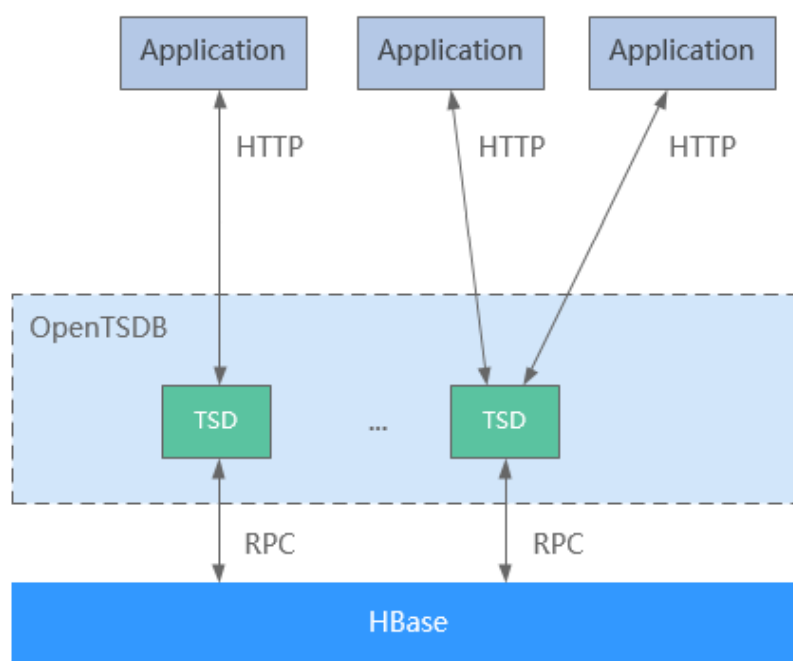 Application Application Application
HTTP HTTP HTTP
OpenTSDB
TSD ... TSD
RPC RPC
HBase